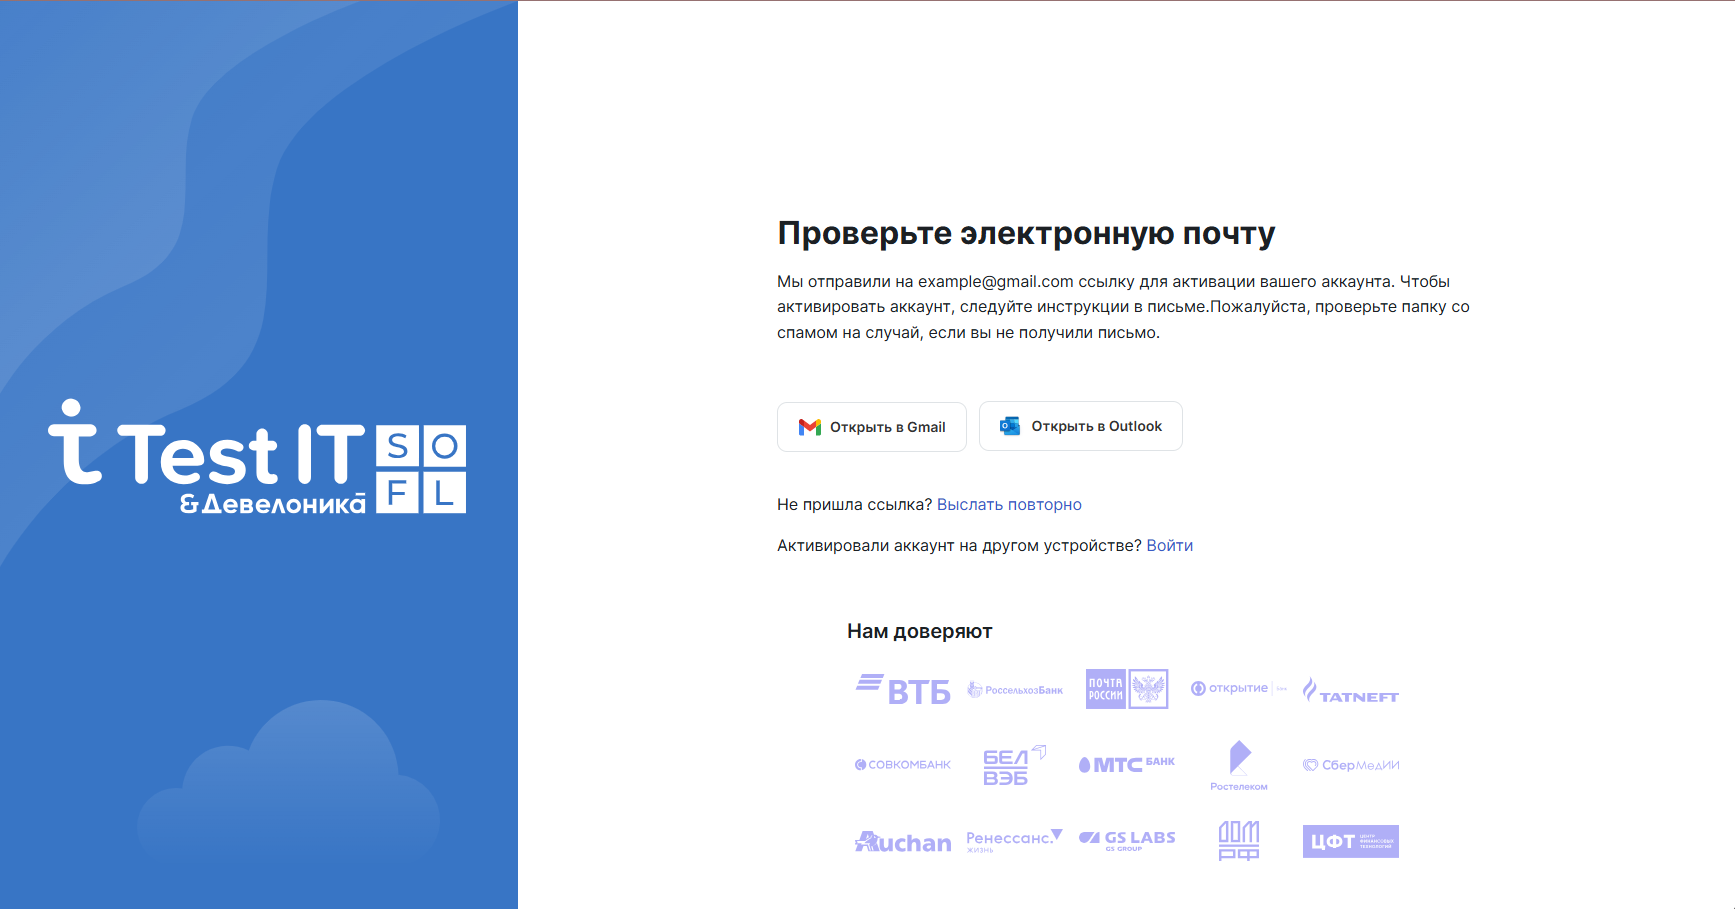 Test IT
&Девелоника
S O
F L
Проверьте электронную почту
Мы отправили на example@gmail.com ссылку для активации вашего аккаунта. Чтобы
активировать аккаунт, следуйте инструкции в письме.Пожалуйста, проверьте папку со
спамом на случай, если вы не получили письмо.
Открыть в Gmail
Открыть в Outlook
Не пришла ссылка? Выслать повторно
Активировали аккаунт на другом устройстве? Войти
Нам доверяют
ВТБ
РоссельхозБанк
ПОЧТА
РОССИИ
открытие
TATNEFT
СОВКОМБАНК
БЕЛ
ВЭБ
МТС БАНК
Ростелеком
СберМедИИ
Auchan
Ренессанс.
ЖИЗНЬ
GS LABS
GS GROUP
ДОМ
РФ
ЦФТ
ЦЕНТР
ФИНАНСОВЫХ
ТЕХНОЛОГИЙ